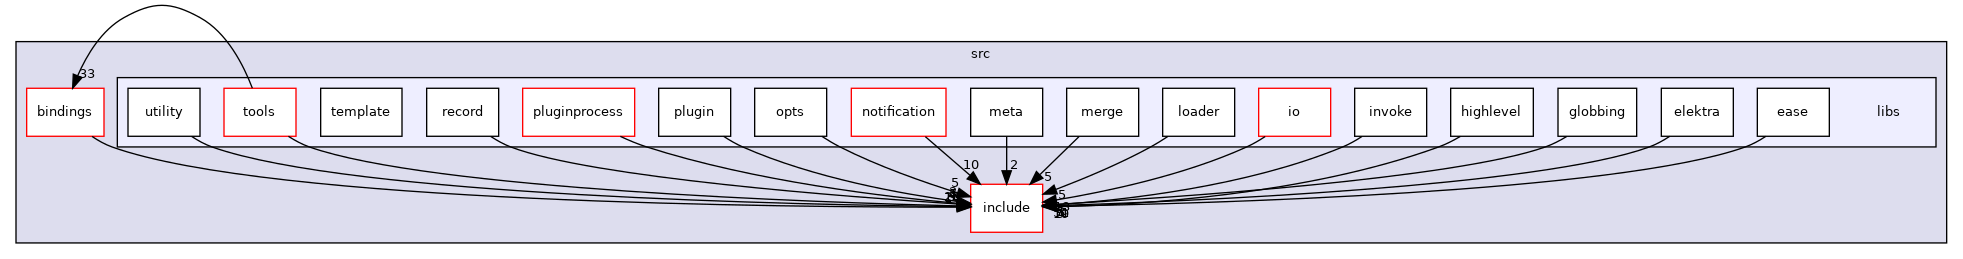 src
33
bindings
utility
tools
template
record
pluginprocess
plugin
opts
notification
meta
merge
loader
io
invoke
highlevel
globbing
elektra
ease
libs
10
2
5
5
include